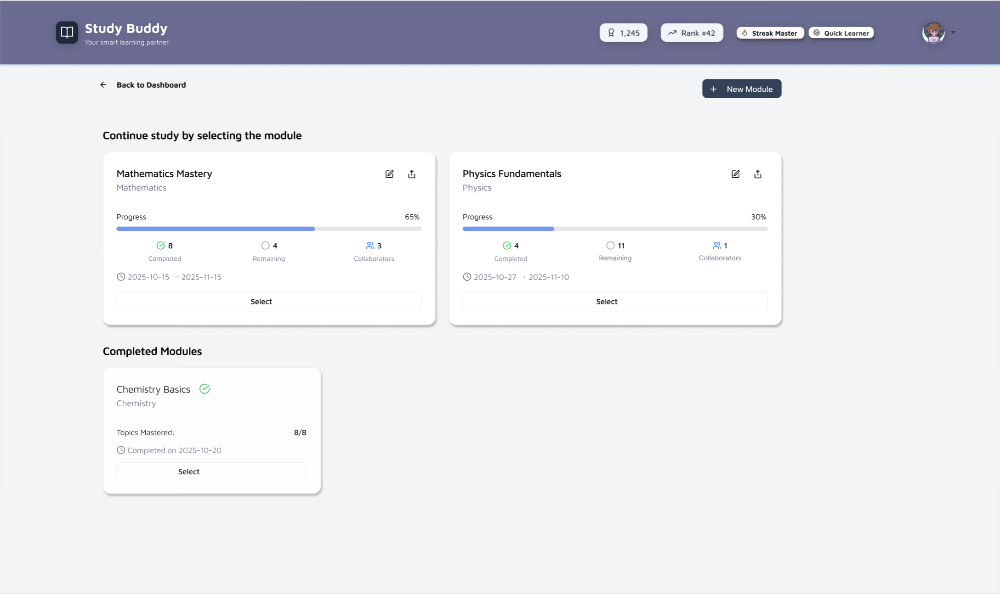 Study Buddy
Your smart learning partner
1,245
Rank #42
Streak Master
Quick Learner
Back to Dashboard
+ New Module
Continue study by selecting the module
Mathematics Mastery
Mathematics
Progress 65%
8 4 3
Completed Remaining Collaborators
2025-10-15 → 2025-11-15
Select
Physics Fundamentals
Physics
Progress 30%
4 11 1
Completed Remaining Collaborators
2025-10-27 → 2025-11-10
Select
Completed Modules
Chemistry Basics
Chemistry
Topics Mastered: 8/8
Completed on 2025-10-20
Select